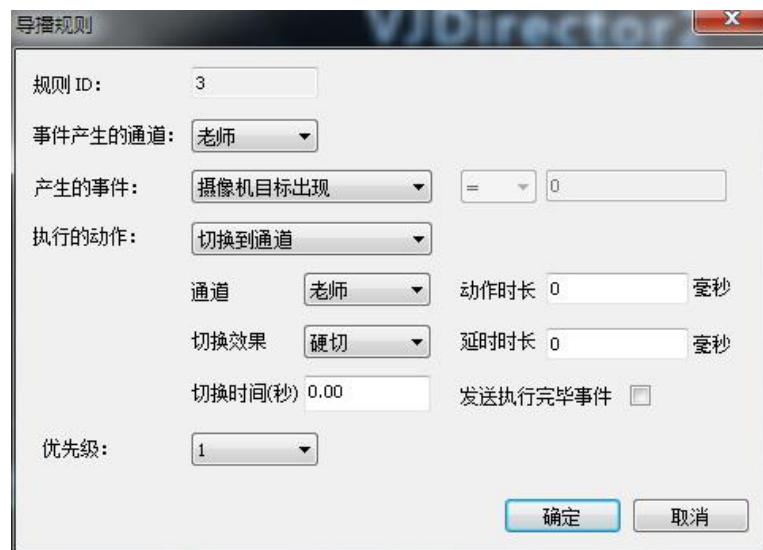 导播规则
VJDirector2
规则 ID： 3
事件产生的通道： 老师
产生的事件： 摄像机目标出现 = 0
执行的动作： 切换到通道
通道 老师 动作时长 0 毫秒
切换效果 硬切 延时时长 0 毫秒
切换时间(秒) 0.00 发送执行完毕事件
优先级： 1
确定 取消